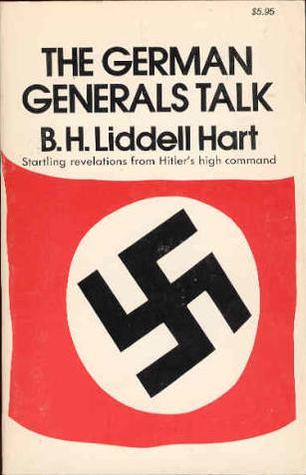 $5.95
THE GERMAN
GENERALS TALK
B.H. Liddell Hart
Startling revelations from Hitler's high command